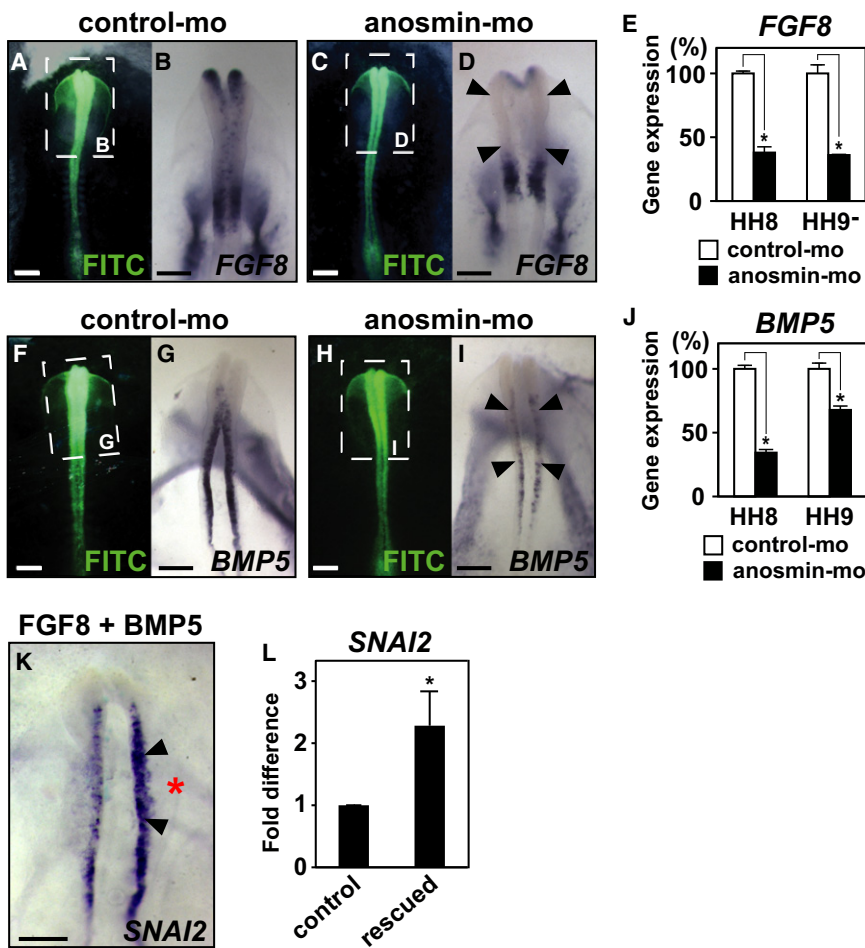 control-mo
anosmin-mo
A
B
B
FITC
FGF8
C
D
D
FITC
FGF8
E
FGF8
(%)
Gene expression
100
50
0
*
*
HH8
HH9-
control-mo
anosmin-mo
control-mo
anosmin-mo
F
G
G
FITC
BMP5
H
I
I
FITC
BMP5
J
BMP5
(%)
Gene expression
100
50
0
*
*
HH8
HH9
control-mo
anosmin-mo
FGF8 + BMP5
K
*
SNAI2
L
SNAI2
Fold difference
3
2
1
0
*
control
rescued